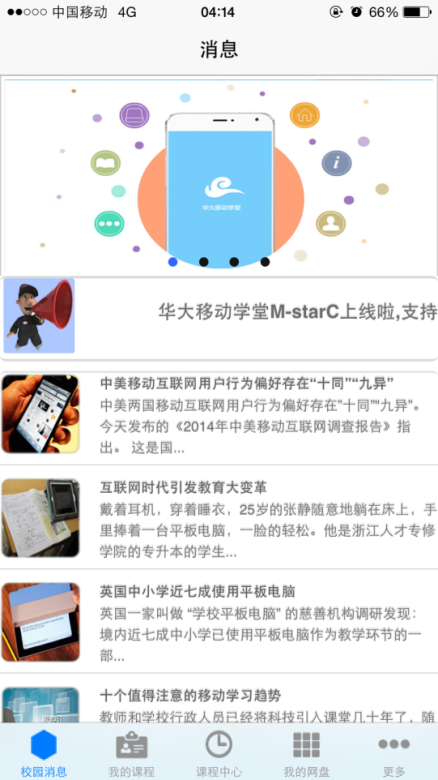 中国移动 4G 04:14 66%
消息
华大移动学堂
华大移动学堂M-starC上线啦,支持
中美移动互联网用户行为偏好存在“十同”“九异”
中美两国移动互联网用户行为偏好存在”十同”“九异”。
今天发布的《2014年中美移动互联网调查报告》指
出。 这是国...
互联网时代引发教育大变革
戴着耳机，穿着睡衣，25岁的张静随意地躺在床上，手
里捧着一台平板电脑，一脸的轻松。他是浙江人才专修
学院的专升本的学生...
英国中小学近七成使用平板电脑
英国一家叫做 “学校平板电脑” 的慈善机构调研发现：
境内近七成中小学已使用平板电脑作为教学环节的一
部...
十个值得注意的移动学习趋势
教师和学校行政人员已经将科技引入课堂几十年了，随
校园消息 我的课程 课程中心 我的网盘 更多